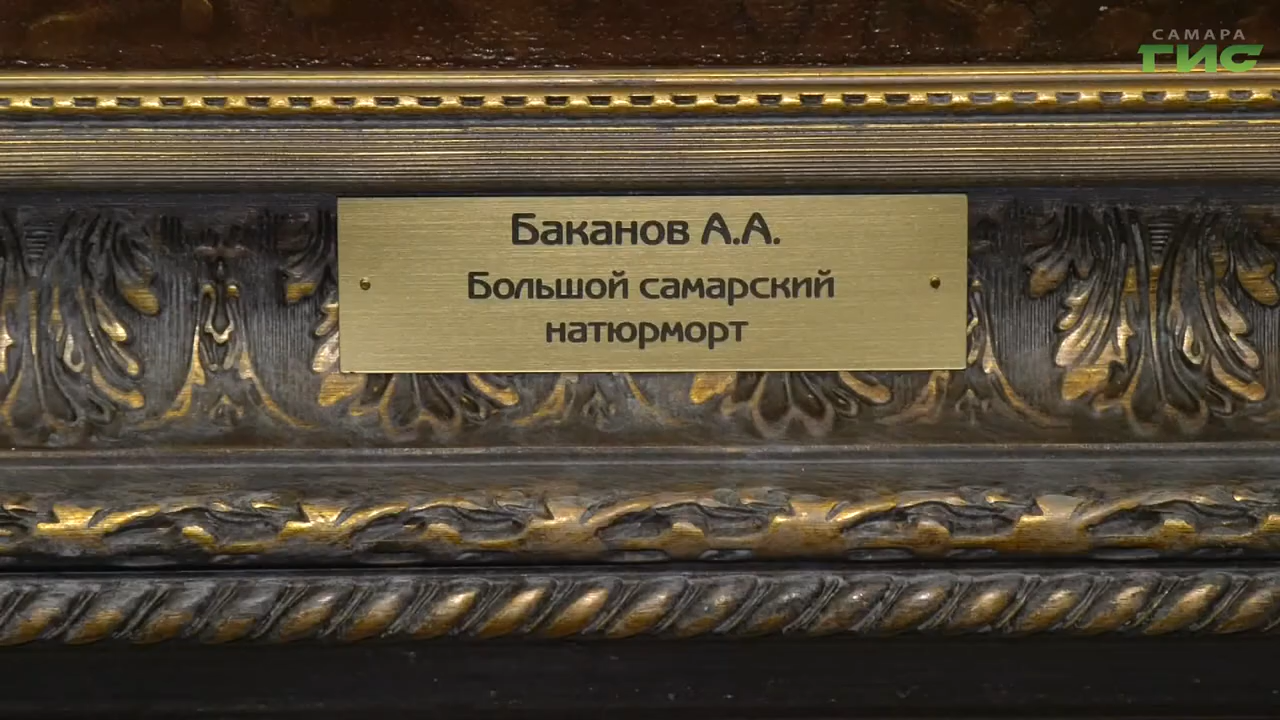 САМАРА
ГИС
Баканов А.А.
Большой самарский
натюрморт